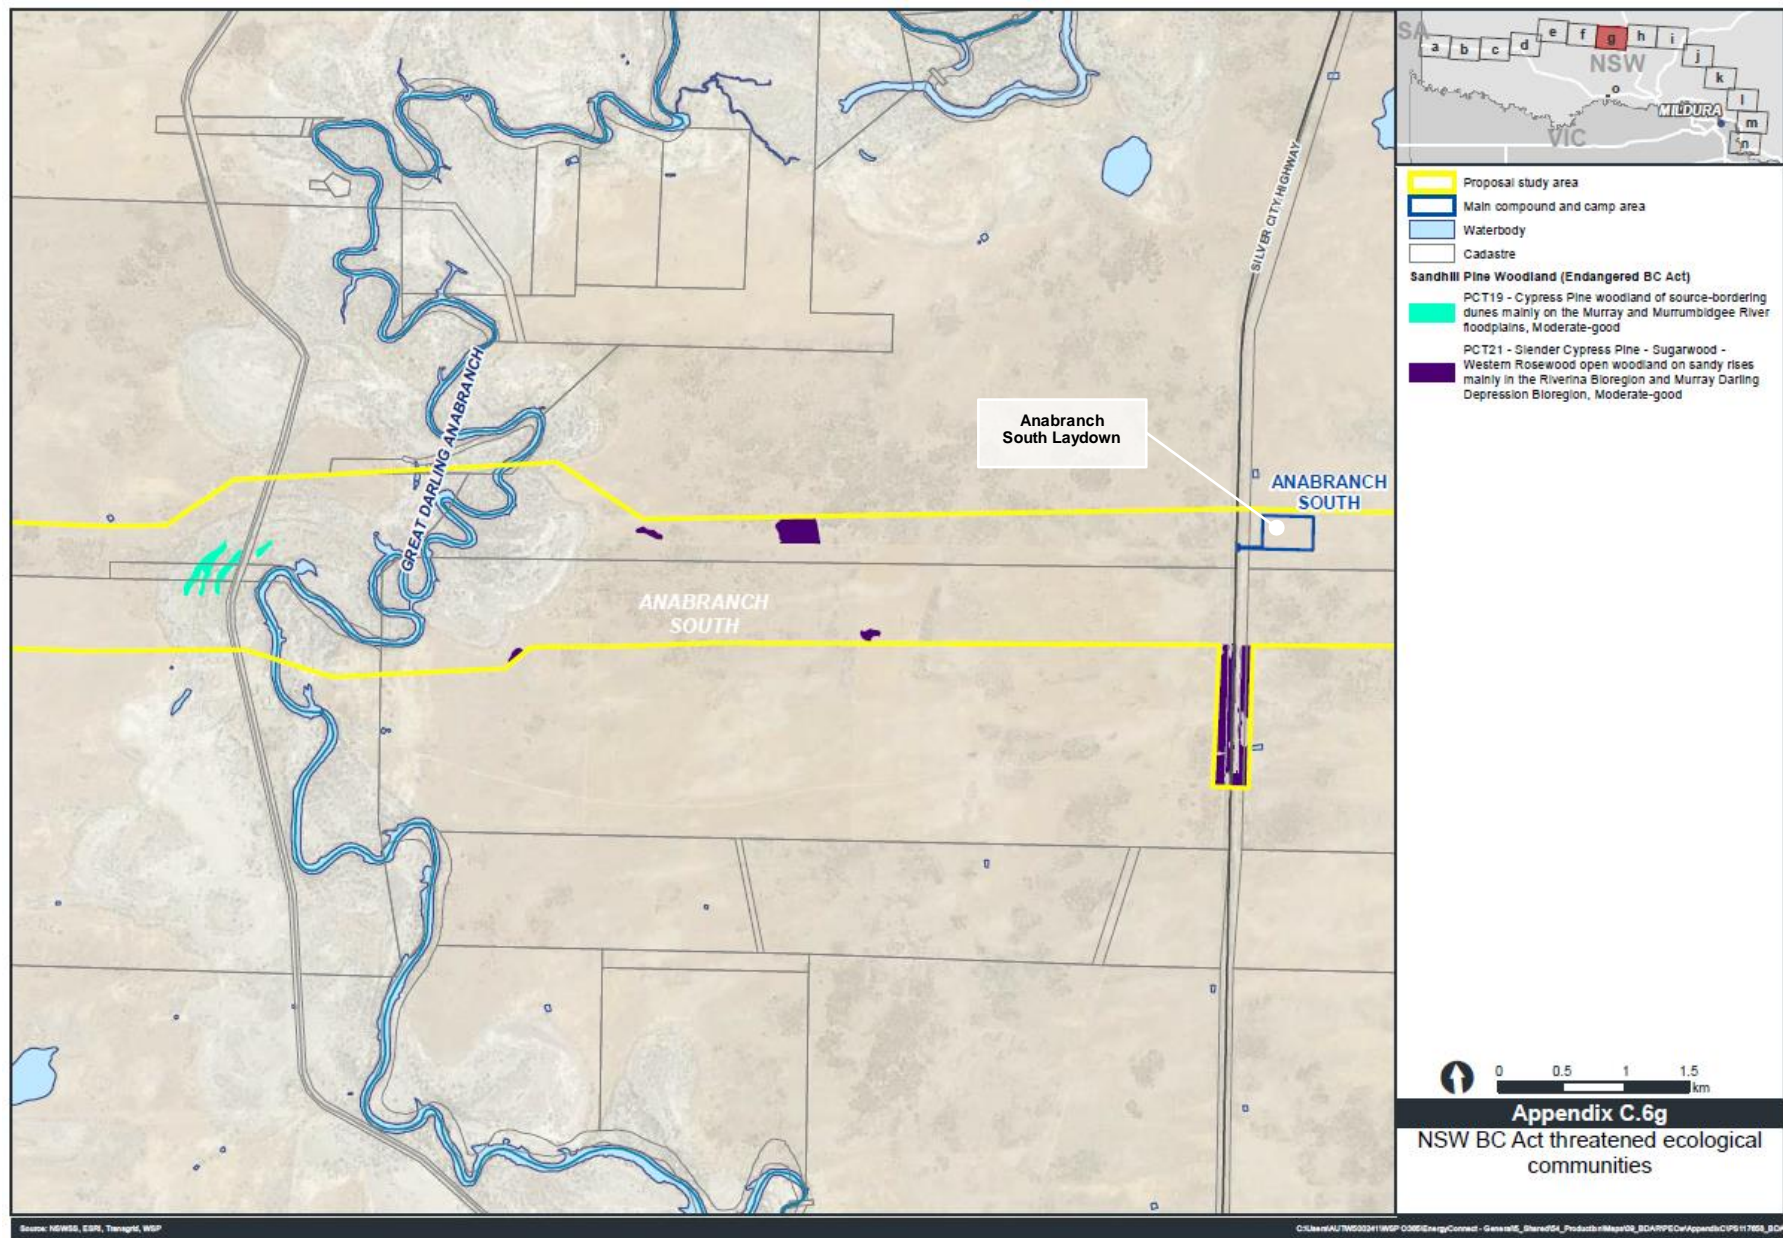 SA
a
b
c
d
e
f
g
h
i
j
k
l
m
n
NSW
MILDURA
VIC
Proposal study area
Main compound and camp area
Waterbody
Cadastre
Sandhill Pine Woodland (Endangered BC Act)
PCT19 - Cypress Pine woodland of source-bordering
dunes mainly on the Murray and Murrumbidgee River
floodplains, Moderate-good
PCT21 - Slender Cypress Pine - Sugarwood -
Western Rosewood open woodland on sandy rises
mainly in the Riverina Bioregion and Murray Darling
Depression Bioregion, Moderate-good
SILVER CITY HIGHWAY
GREAT DARLING ANABRANCH
Anabranch
South Laydown
ANABRANCH
SOUTH
ANABRANCH
SOUTH
0 0.5 1 1.5
km
Appendix C.6g
NSW BC Act threatened ecological
communities
Source: NSWSS, ESRI, Transgrid, WSP